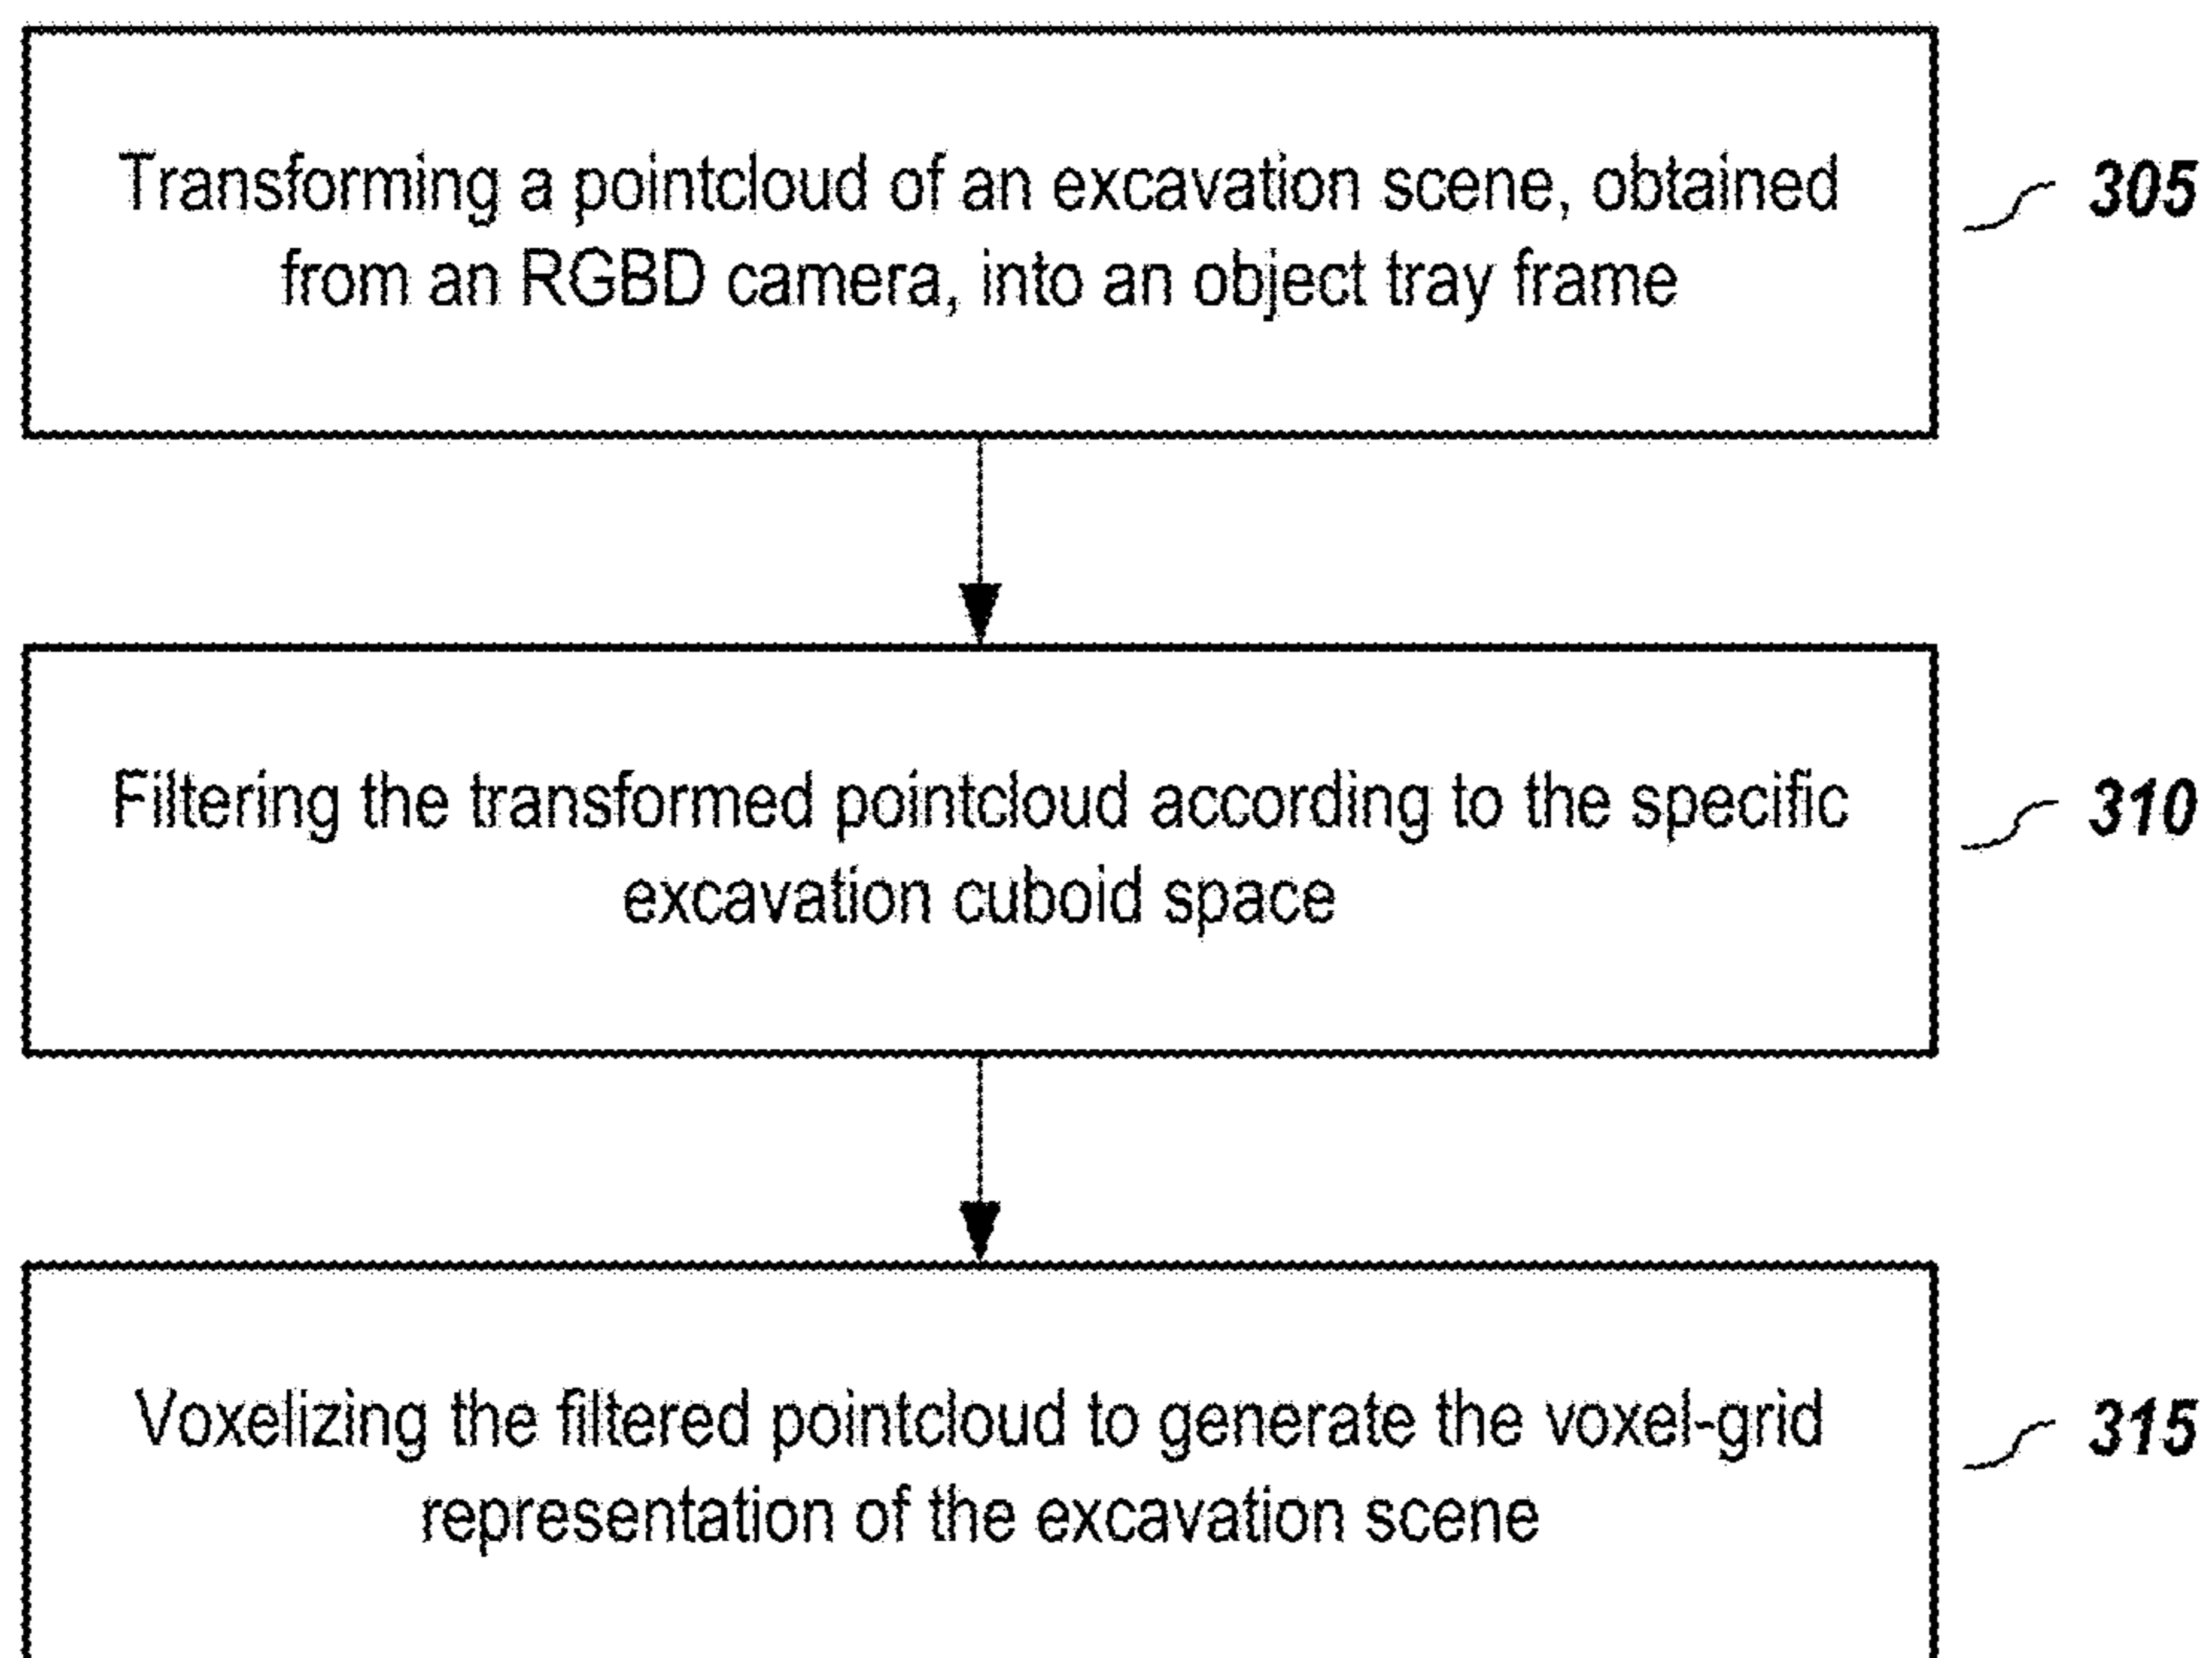 Transforming a pointcloud of an excavation scene, obtained
from an RGBD camera, into an object tray frame
305
Filtering the transformed pointcloud according to the specific
excavation cuboid space
310
Voxelizing the filtered pointcloud to generate the voxel-grid
representation of the excavation scene
315